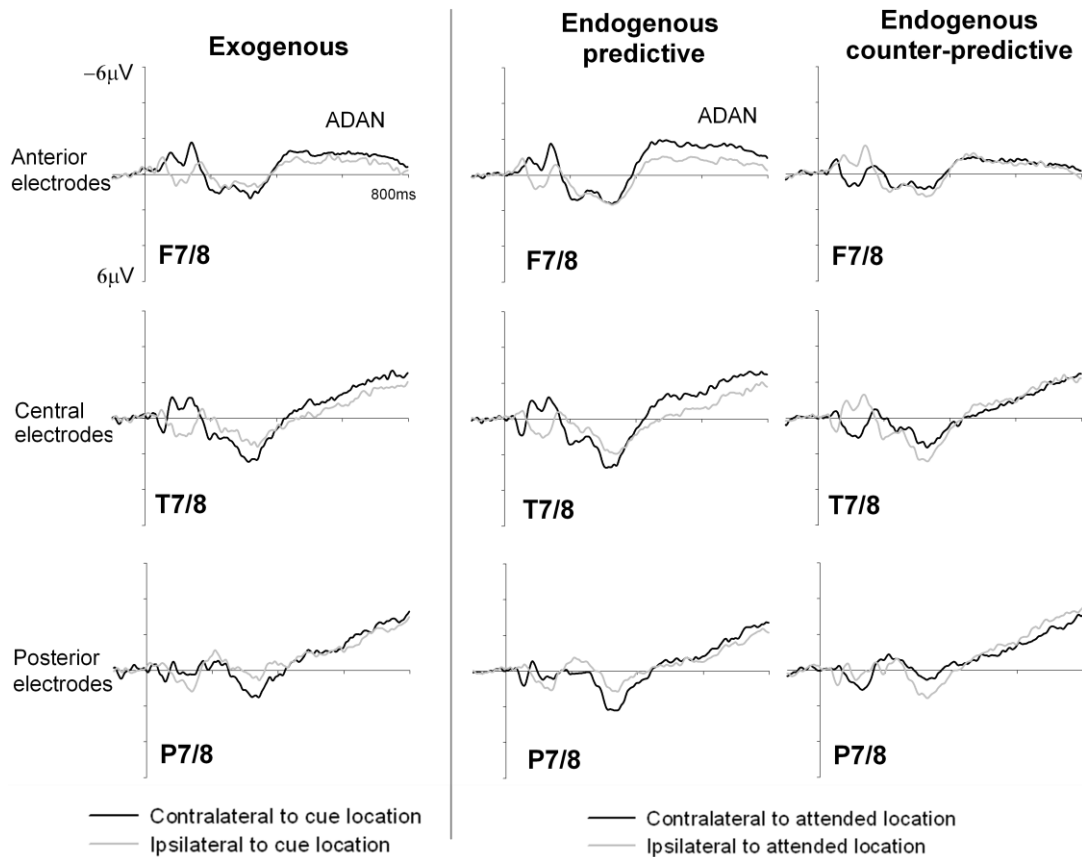 Exogenous
Endogenous
predictive
Endogenous
counter-predictive
−6μV
ADAN
ADAN
Anterior
electrodes
800ms
F7/8
F7/8
F7/8
6μV
Central
electrodes
T7/8
T7/8
T7/8
Posterior
electrodes
P7/8
P7/8
P7/8
Contralateral to cue location
Ipsilateral to cue location
Contralateral to attended location
Ipsilateral to attended location